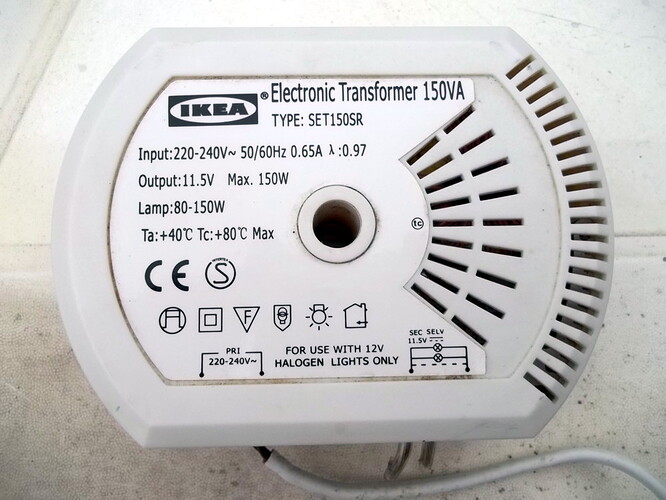 IKEA® Electronic Transformer 150VA
TYPE: SET150SR
Input:220-240V~ 50/60Hz 0.65A λ:0.97
Output:11.5V Max. 150W
Lamp:80-150W
Ta:+40℃ Tc:+80℃ Max
tc
CE S
F
PRI
220-240V~
FOR USE WITH 12V
HALOGEN LIGHTS ONLY
SEC SELV
11.5V